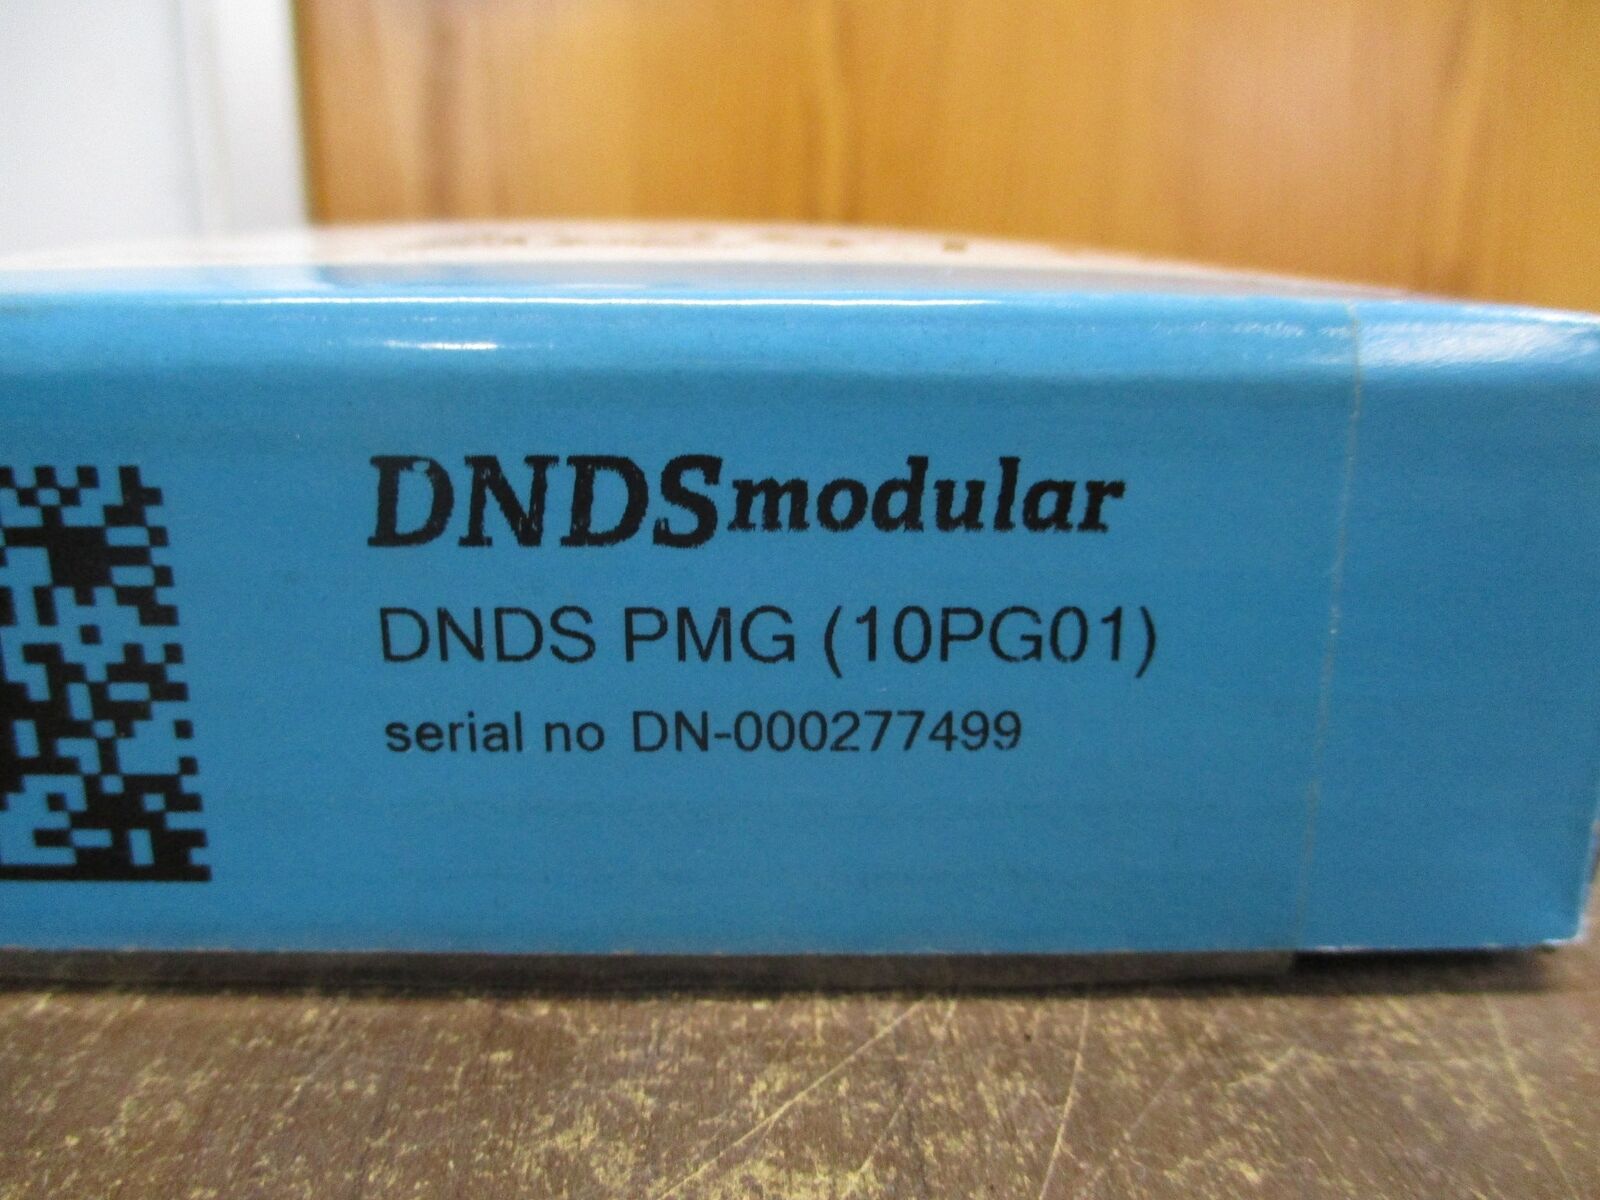 DNDSmodular
DNDS PMG (10PG01)
serial no DN-000277499